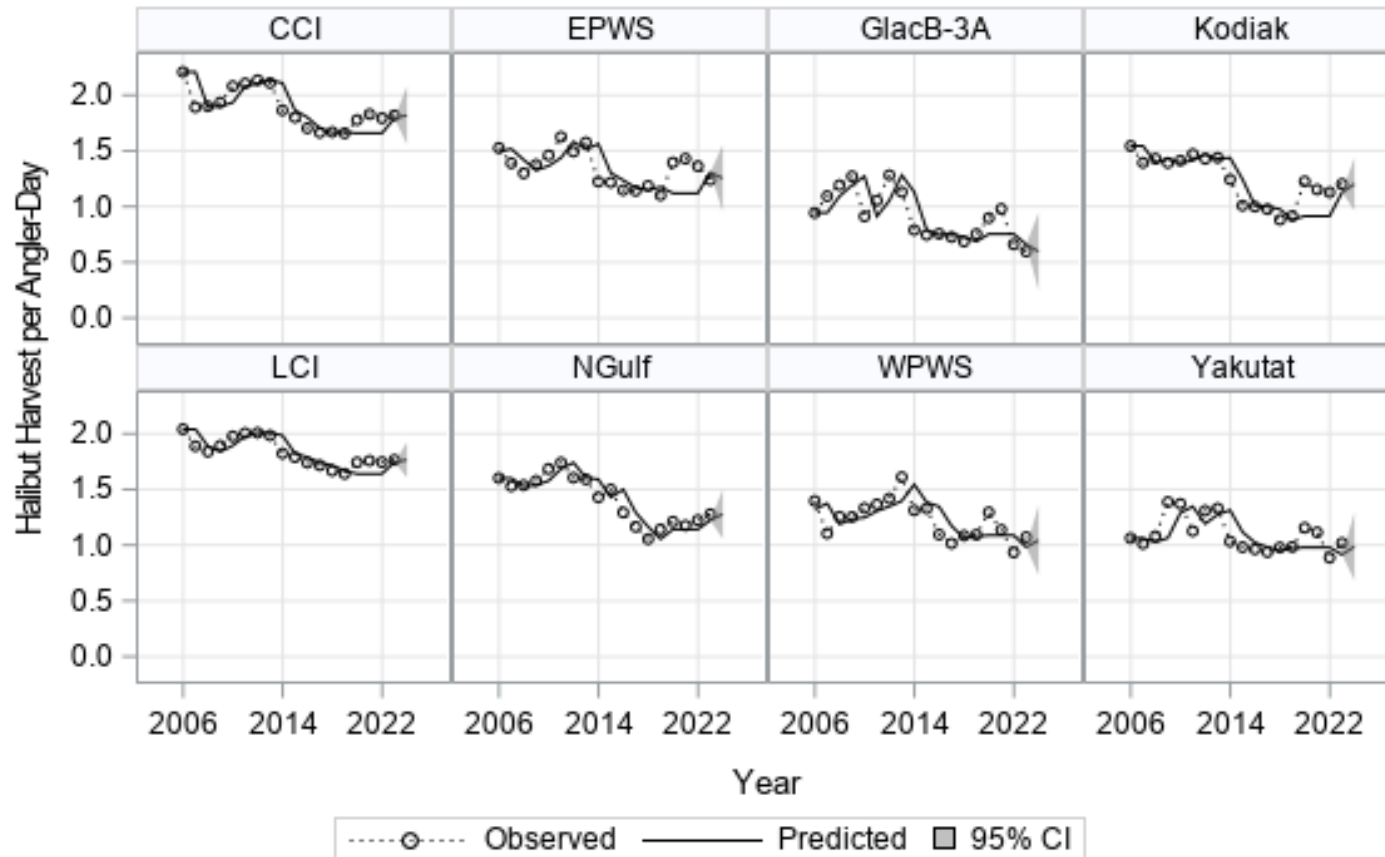 CCI EPWS GlacB-3A Kodiak
2.0
1.5
1.0
0.5
0.0
Halibut Harvest per Angler-Day
LCI NGulf WPWS Yakutat
2.0
1.5
1.0
0.5
0.0
2006 2014 2022 2006 2014 2022 2006 2014 2022 2006 2014 2022
Year
Observed Predicted 95% CI